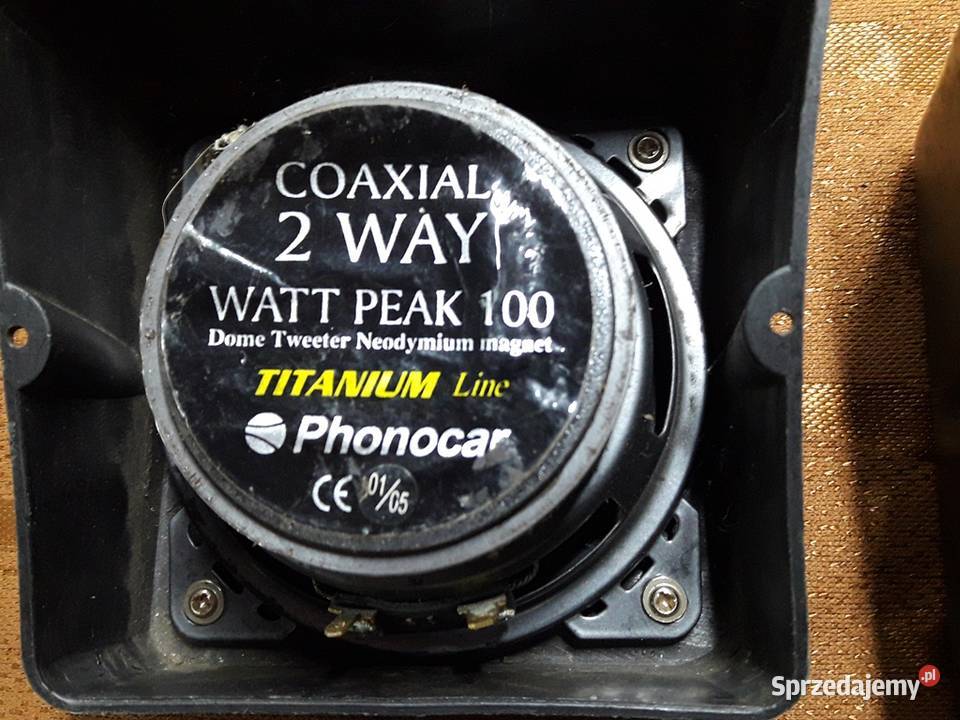 COAXIAL
2 WAY
WATT PEAK 100
Dome Tweeter Neodymium magnet
TITANIUM Line
Phonocar
CE 01/05
Sprzedajemy.pl